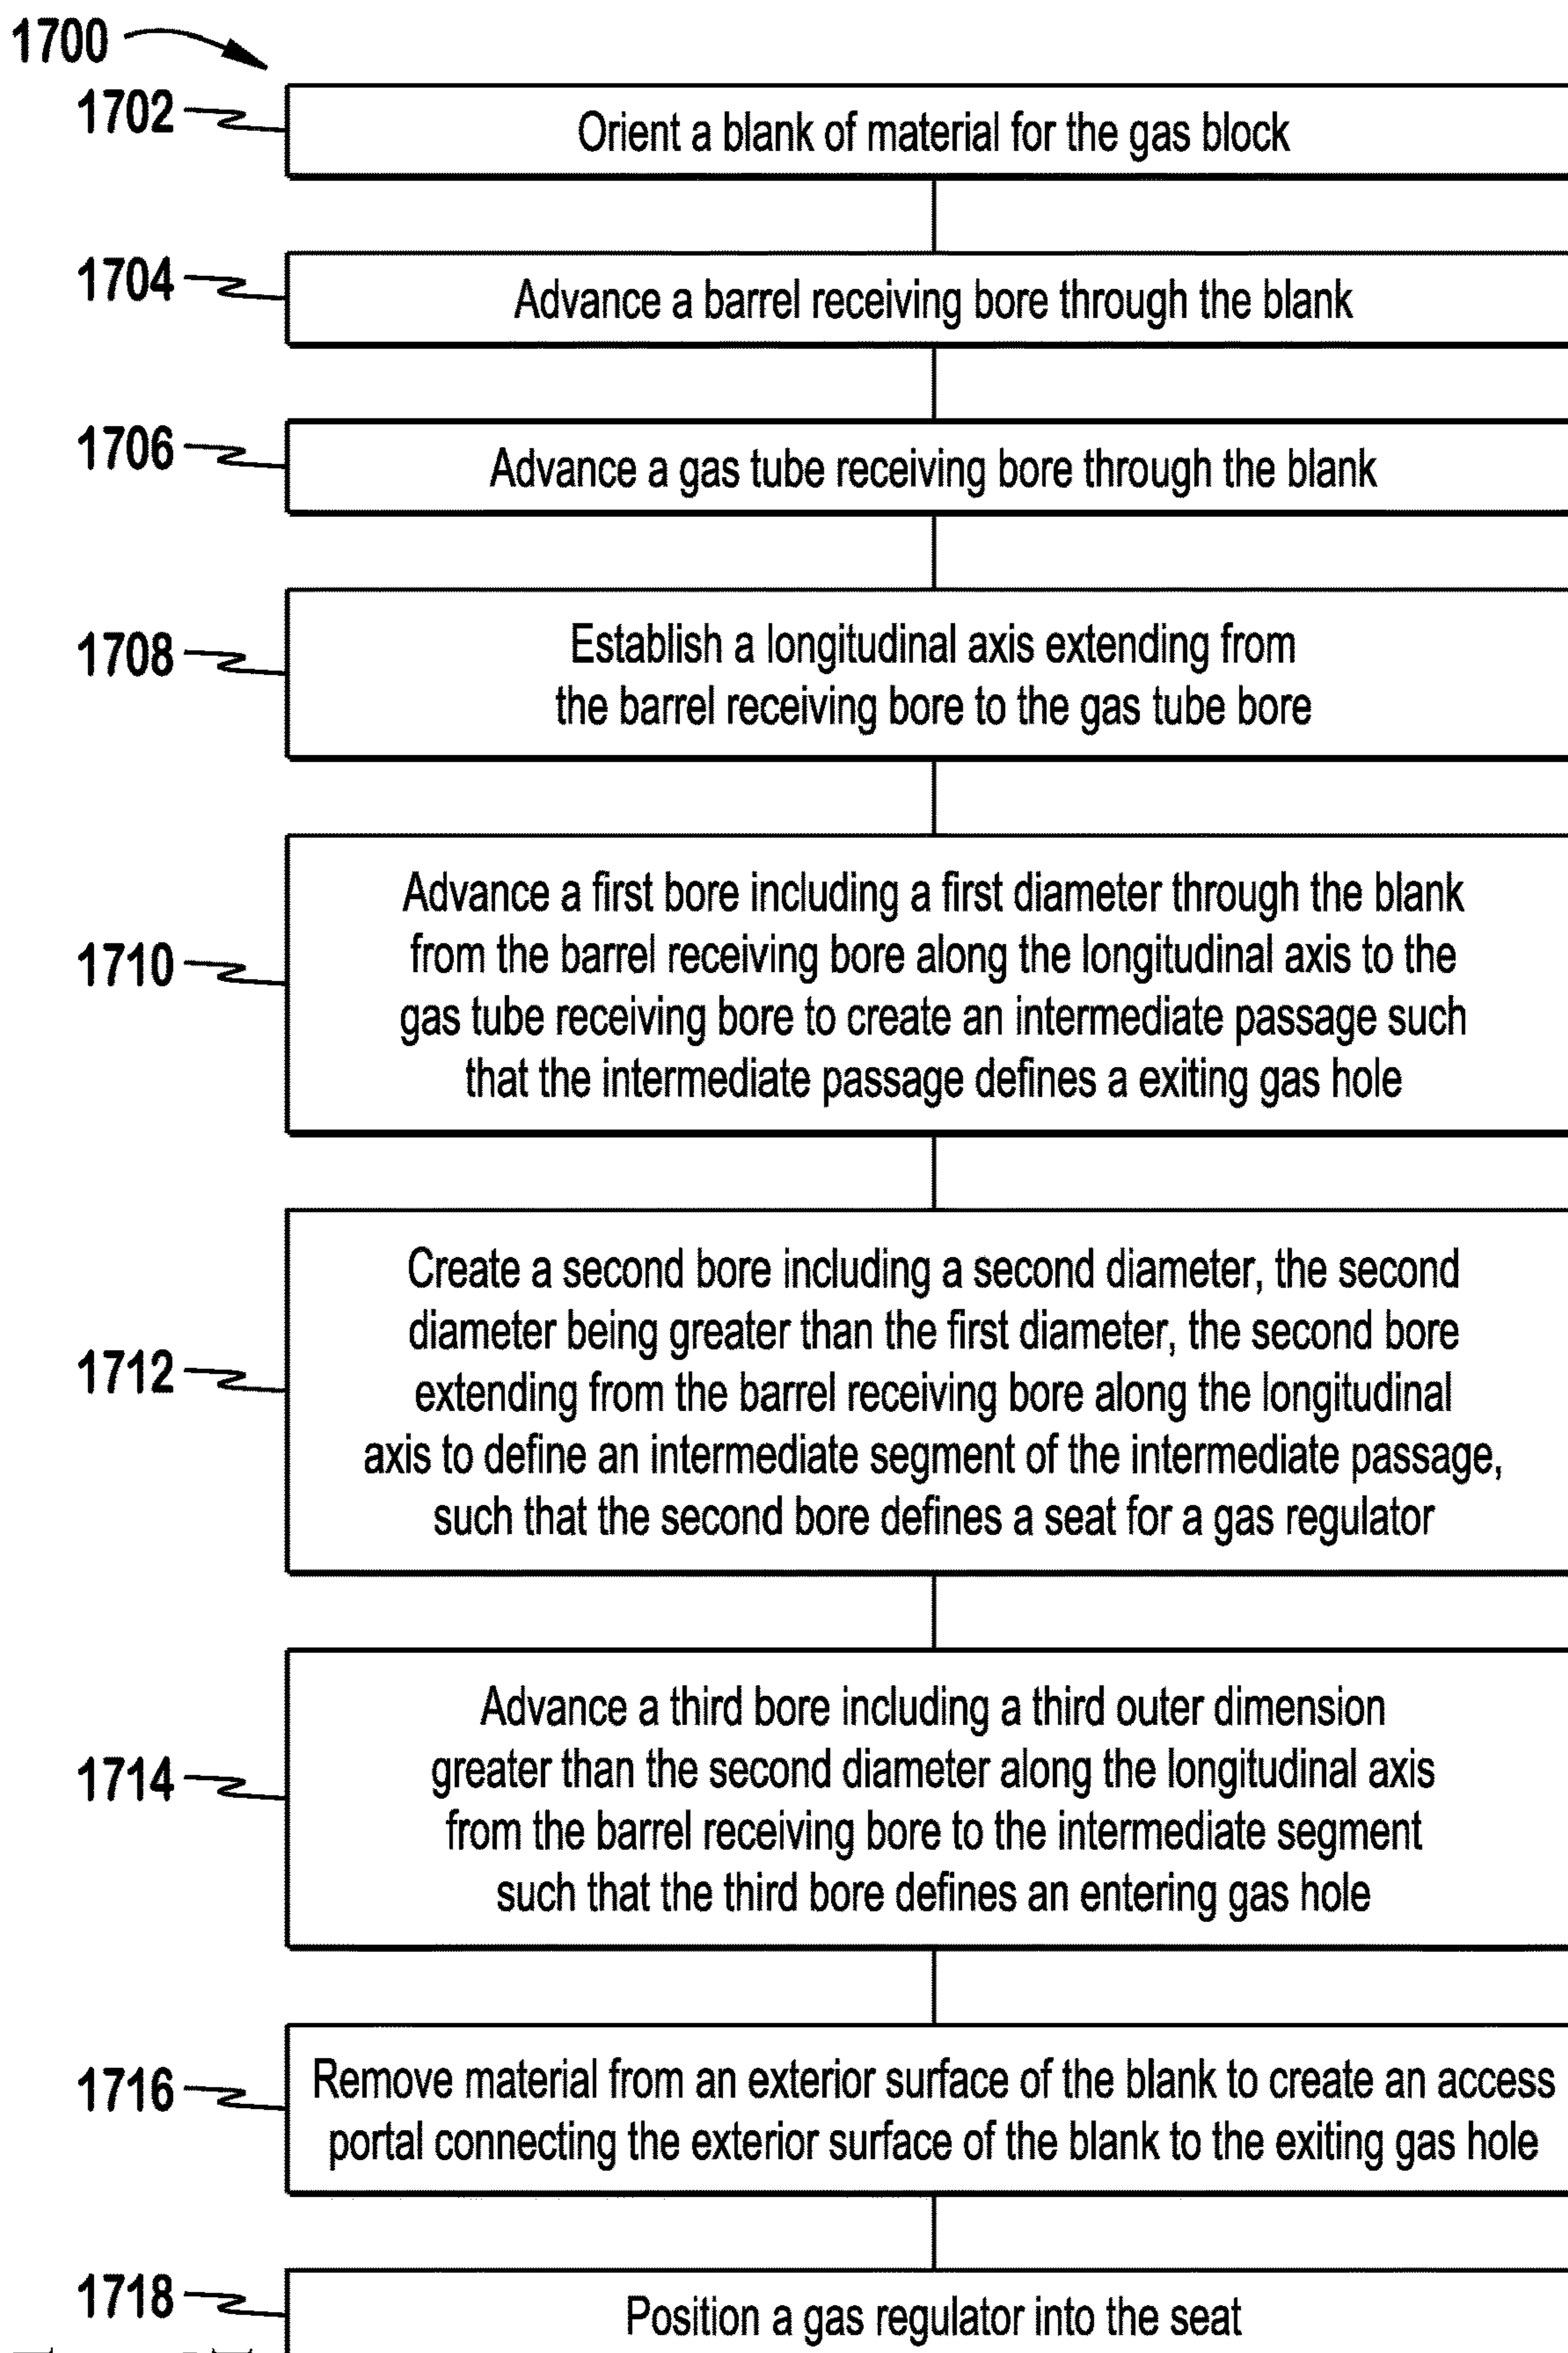 1700
1702
Orient a blank of material for the gas block
1704
Advance a barrel receiving bore through the blank
1706
Advance a gas tube receiving bore through the blank
1708
Establish a longitudinal axis extending from
the barrel receiving bore to the gas tube bore
1710
Advance a first bore including a first diameter through the blank
from the barrel receiving bore along the longitudinal axis to the
gas tube receiving bore to create an intermediate passage such
that the intermediate passage defines a exiting gas hole
1712
Create a second bore including a second diameter, the second
diameter being greater than the first diameter, the second bore
extending from the barrel receiving bore along the longitudinal
axis to define an intermediate segment of the intermediate passage,
such that the second bore defines a seat for a gas regulator
1714
Advance a third bore including a third outer dimension
greater than the second diameter along the longitudinal axis
from the barrel receiving bore to the intermediate segment
such that the third bore defines an entering gas hole
1716
Remove material from an exterior surface of the blank to create an access
portal connecting the exterior surface of the blank to the exiting gas hole
1718
Position a gas regulator into the seat